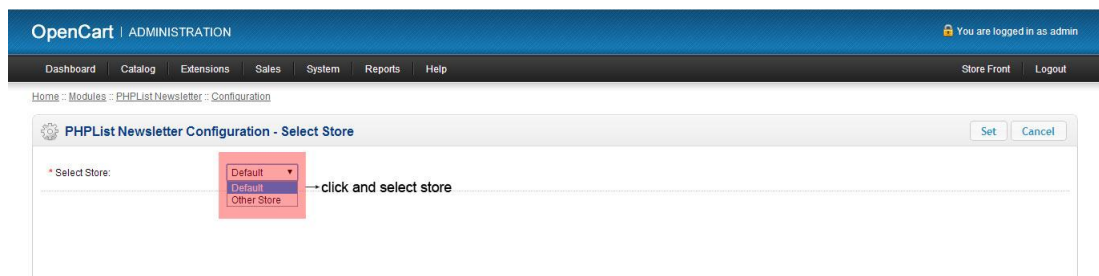 OpenCart | ADMINISTRATION
You are logged in as admin
Dashboard Catalog Extensions Sales System Reports Help Store Front Logout
Home :: Modules :: PHPList Newsletter :: Configuration
PHPList Newsletter Configuration - Select Store Set Cancel
* Select Store: Default
Default
Other Store
click and select store